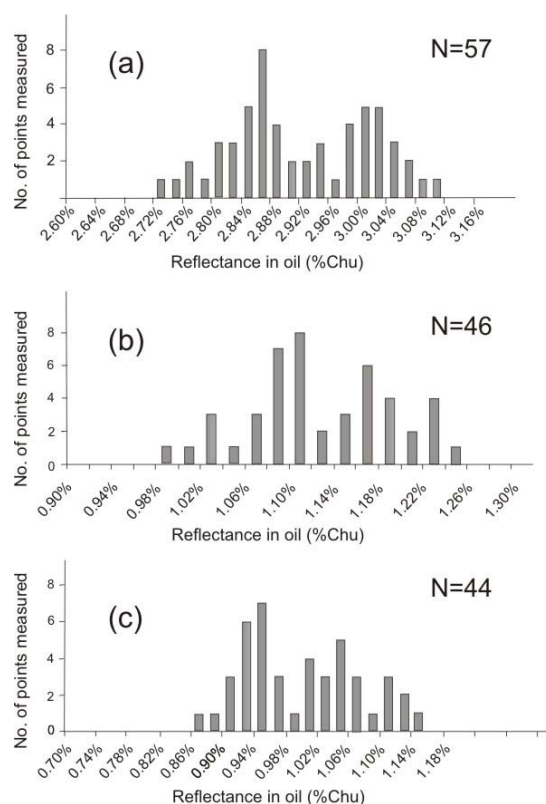 8
(a)
N=57
6
4
2
No. of points measured
2.60% 2.64% 2.68% 2.72% 2.76% 2.80% 2.84% 2.88% 2.92% 2.96% 3.00% 3.04% 3.08% 3.12% 3.16%
Reflectance in oil (%Chu)
8
(b)
N=46
6
4
2
0
No. of points measured
0.90% 0.94% 0.98% 1.02% 1.06% 1.10% 1.14% 1.18% 1.22% 1.26% 1.30%
Reflectance in oil (%Chu)
8
(c)
N=44
6
4
2
0
No. of points measured
0.70% 0.74% 0.78% 0.82% 0.86% 0.90% 0.94% 0.98% 1.02% 1.06% 1.10% 1.14% 1.18%
Reflectance in oil (%Chu)